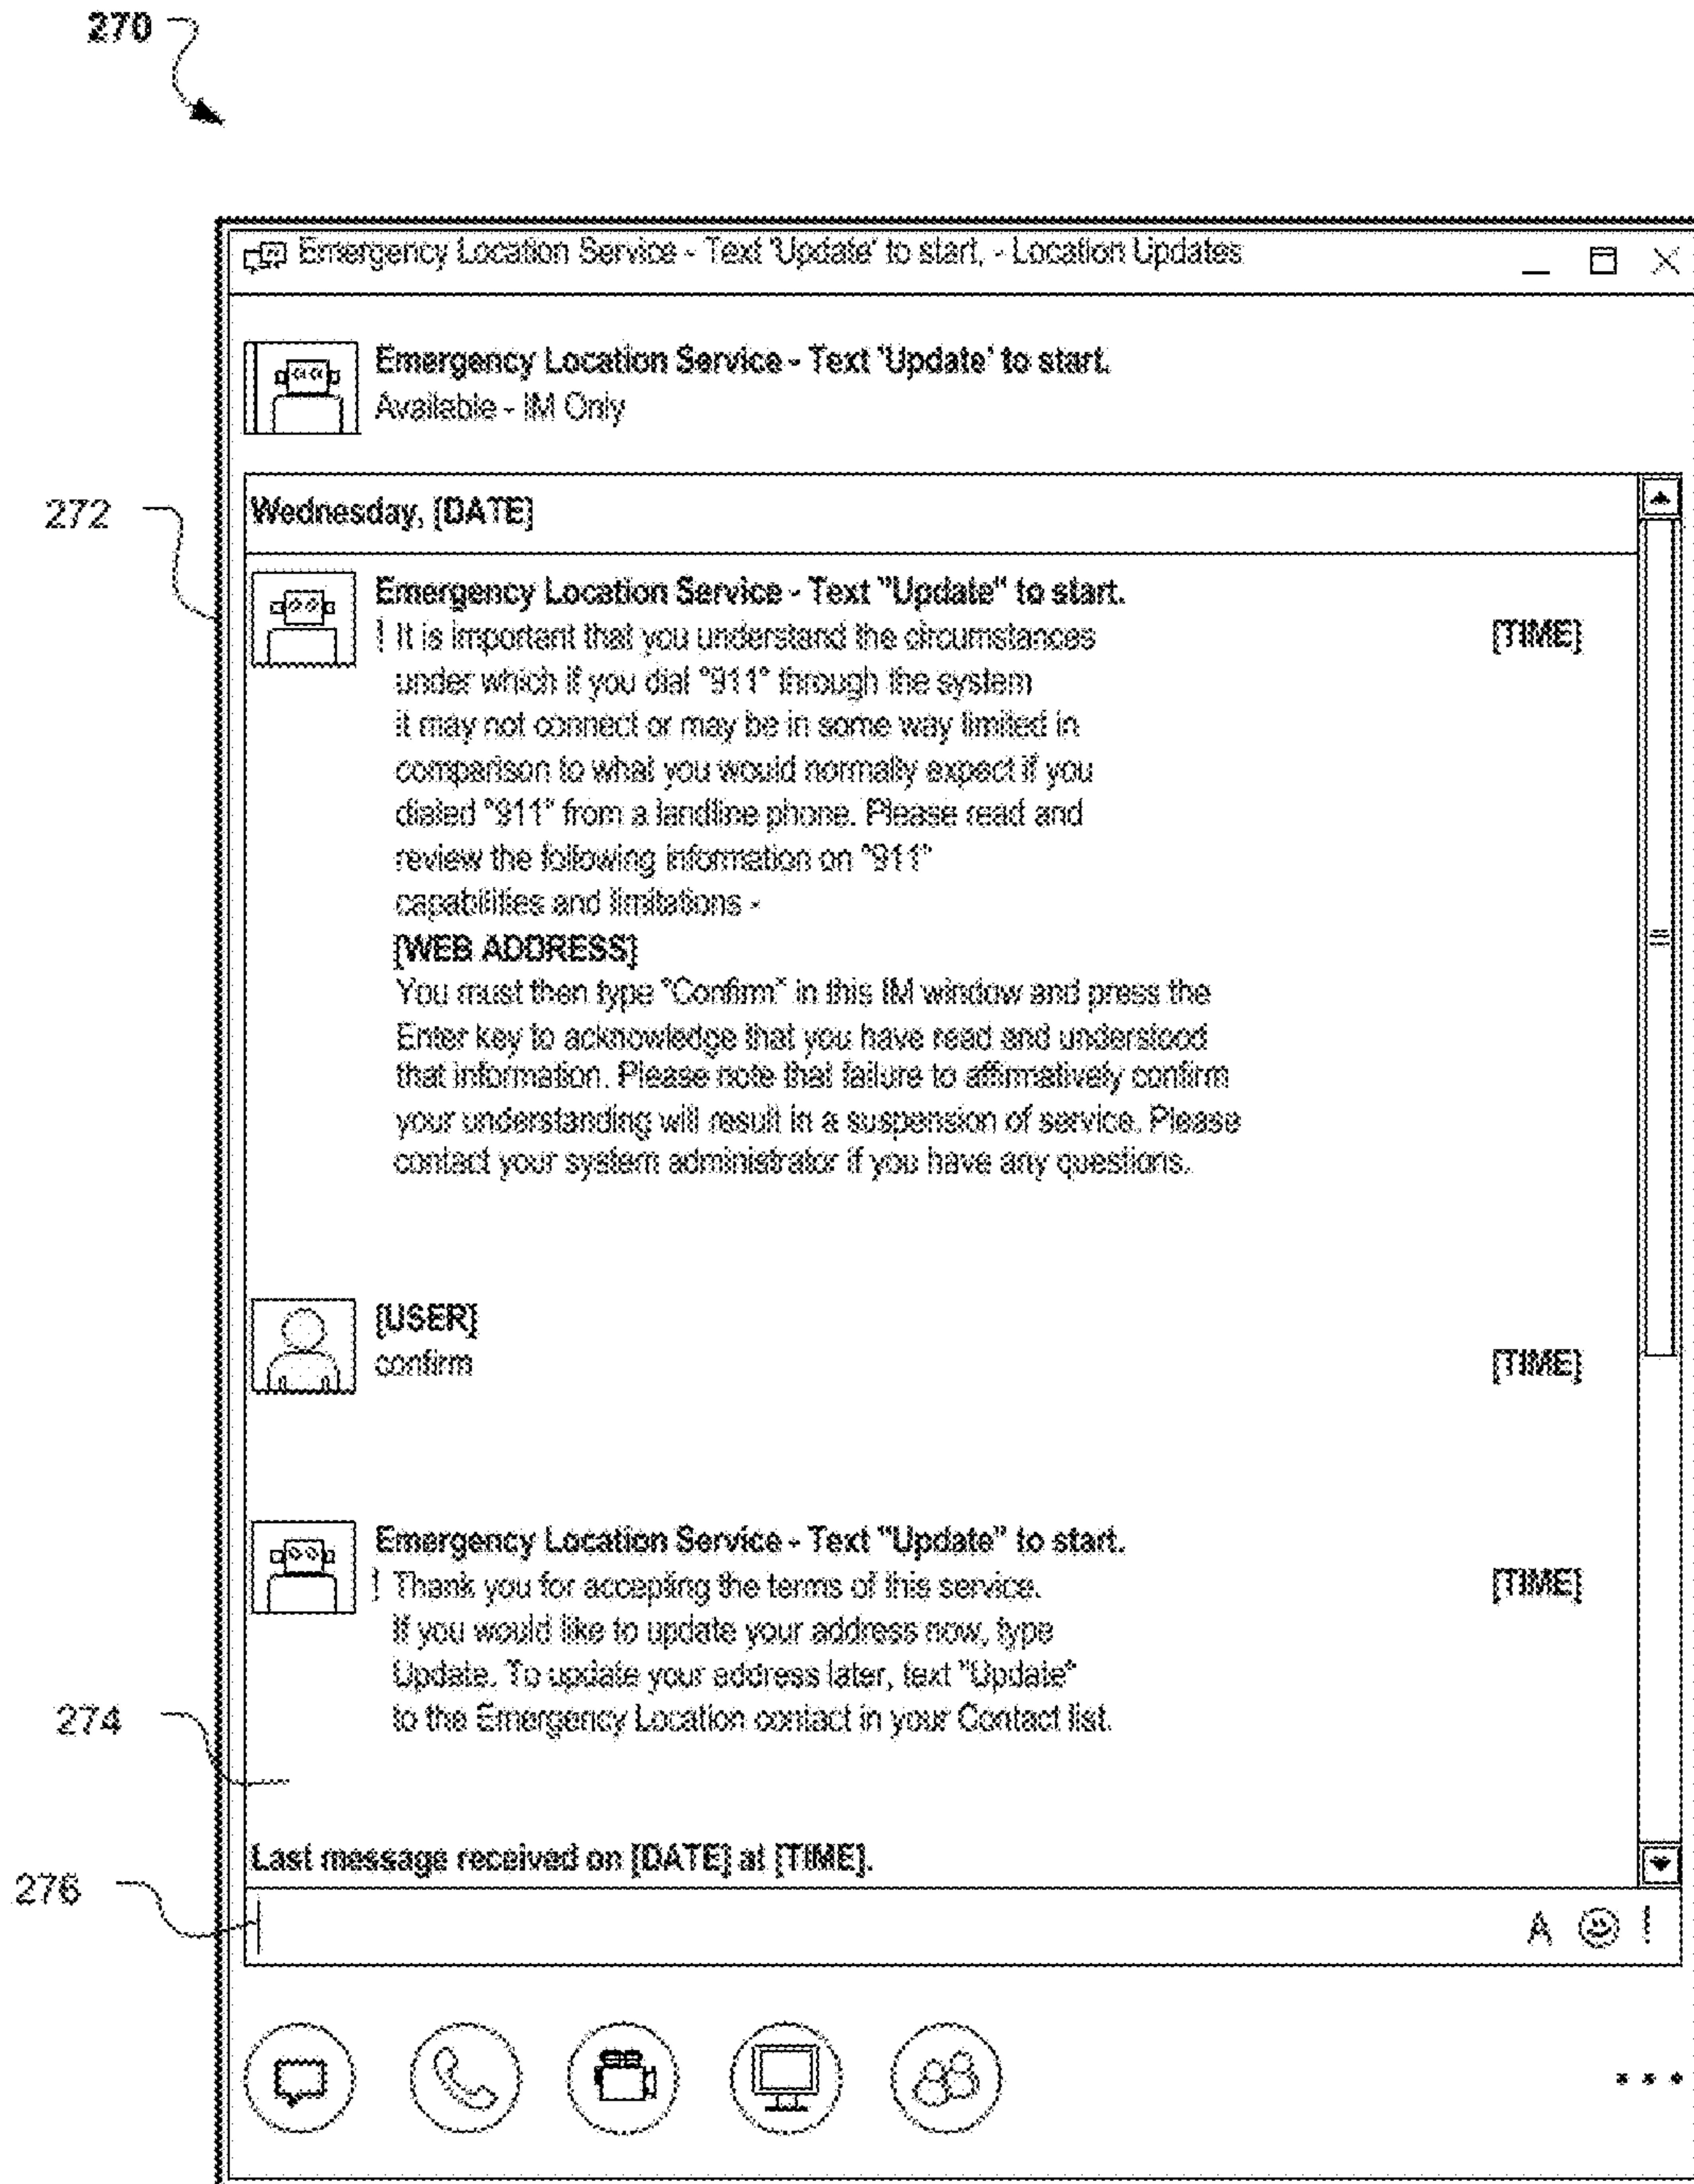 270
Emergency Location Service - Text 'Update' to start. - Location Updates
Emergency Location Service - Text 'Update' to start.
Available - IM Only
272
Wednesday, [DATE]
Emergency Location Service - Text "Update" to start.
! It is important that you understand the circumstances [TIME]
under which if you dial "911" through the system
it may not connect or may be in some way limited in
comparison to what you would normally expect if you
dialed "911" from a landline phone. Please read and
review the following information on "911"
capabilities and limitations -
[WEB ADDRESS]
You must then type "Confirm" in this IM window and press the
Enter key to acknowledge that you have read and understood
that information. Please note that failure to affirmatively confirm
your understanding will result in a suspension of service. Please
contact your system administrator if you have any questions.
[USER]
confirm [TIME]
Emergency Location Service - Text "Update" to start.
! Thank you for accepting the terms of this service. [TIME]
If you would like to update your address now, type
Update. To update your address later, text "Update"
to the Emergency Location contact in your Contact list.
274
Last message received on [DATE] at [TIME].
276
A !